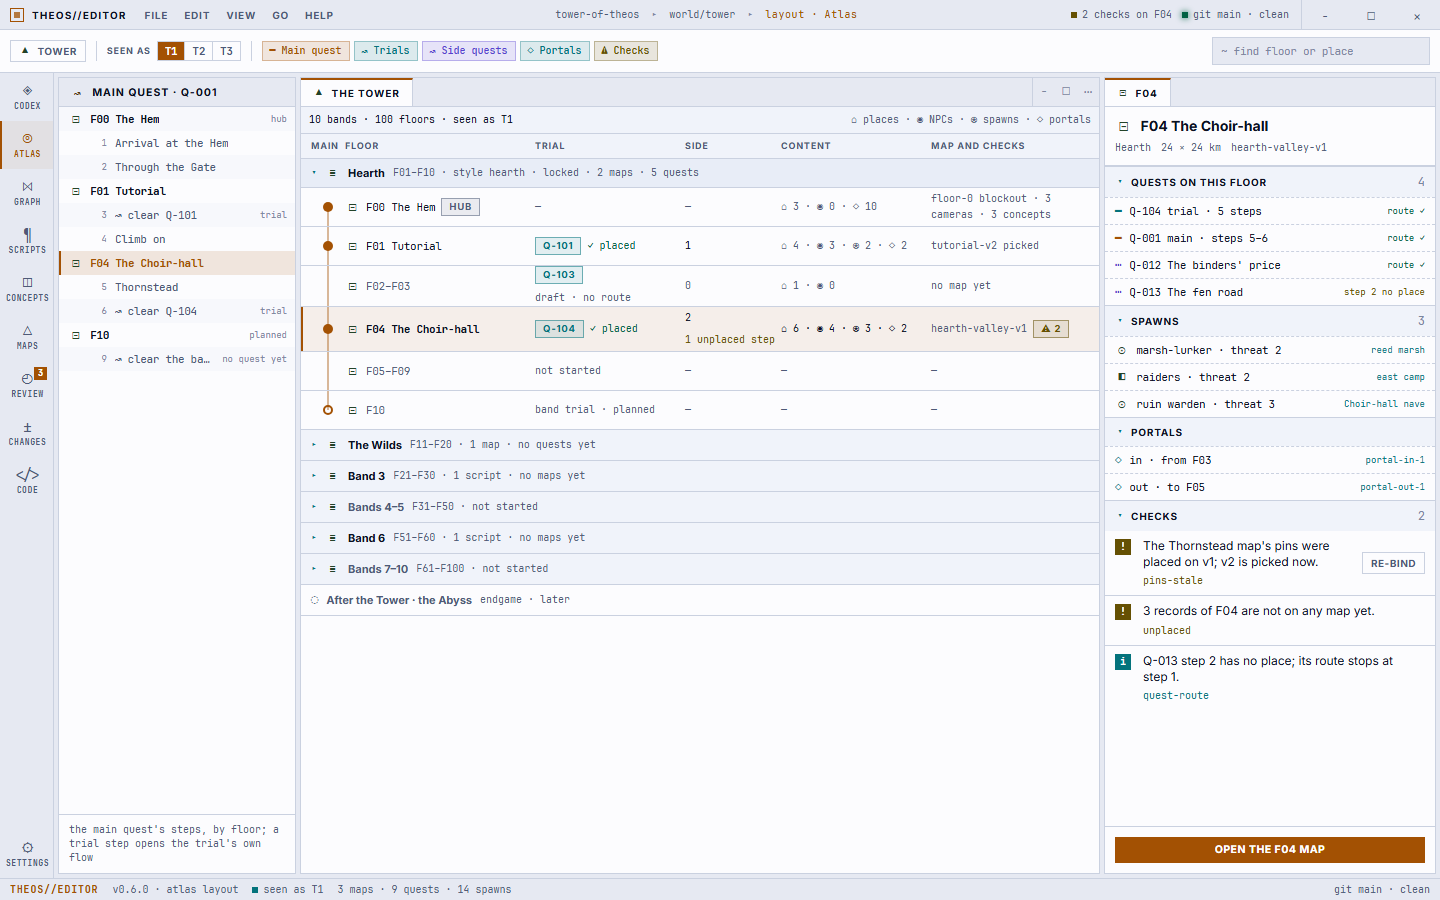 THEOS//EDITOR FILE EDIT VIEW GO HELP
tower-of-theos ▸ world/tower ▸ layout · Atlas
2 checks on F04 git main · clean
TOWER SEEN AS T1 T2 T3 Main quest Trials Side quests Portals Checks
~ find floor or place
CODEX
ATLAS
GRAPH
SCRIPTS
CONCEPTS
MAPS
3
REVIEW
CHANGES
CODE
SETTINGS
MAIN QUEST · Q-001
F00 The Hem hub
1 Arrival at the Hem
2 Through the Gate
F01 Tutorial
3 clear Q-101 trial
4 Climb on
F04 The Choir-hall
5 Thornstead
6 clear Q-104 trial
F10 planned
9 clear the ba… no quest yet
the main quest's steps, by floor; a
trial step opens the trial's own
flow
THE TOWER
10 bands · 100 floors · seen as T1
places · NPCs · spawns · portals
MAIN FLOOR TRIAL SIDE CONTENT MAP AND CHECKS
Hearth F01–F10 · style hearth · locked · 2 maps · 5 quests
F00 The Hem HUB — — 3 · 0 · 10 floor-0 blockout · 3
cameras · 3 concepts
F01 Tutorial Q-101 ✓ placed 1 4 · 3 · 2 · 2 tutorial-v2 picked
F02–F03 Q-103 0 1 · 0 no map yet
draft · no route
F04 The Choir-hall Q-104 ✓ placed 2 6 · 4 · 3 · 2 hearth-valley-v1 2
1 unplaced step
F05–F09 not started — — —
F10 band trial · planned — — —
The Wilds F11–F20 · 1 map · no quests yet
Band 3 F21–F30 · 1 script · no maps yet
Bands 4–5 F31–F50 · not started
Band 6 F51–F60 · 1 script · no maps yet
Bands 7–10 F61–F100 · not started
After the Tower · the Abyss endgame · later
F04
F04 The Choir-hall
Hearth 24 × 24 km hearth-valley-v1
QUESTS ON THIS FLOOR 4
Q-104 trial · 5 steps route ✓
Q-001 main · steps 5–6 route ✓
Q-012 The binders' price route ✓
Q-013 The fen road step 2 no place
SPAWNS 3
marsh-lurker · threat 2 reed marsh
raiders · threat 2 east camp
ruin warden · threat 3 Choir-hall nave
PORTALS
in · from F03 portal-in-1
out · to F05 portal-out-1
CHECKS 2
! The Thornstead map's pins were
placed on v1; v2 is picked now.
pins-stale
RE-BIND
! 3 records of F04 are not on any map yet.
unplaced
i Q-013 step 2 has no place; its route stops at
step 1.
quest-route
OPEN THE F04 MAP
THEOS//EDITOR v0.6.0 · atlas layout seen as T1 3 maps · 9 quests · 14 spawns
git main · clean